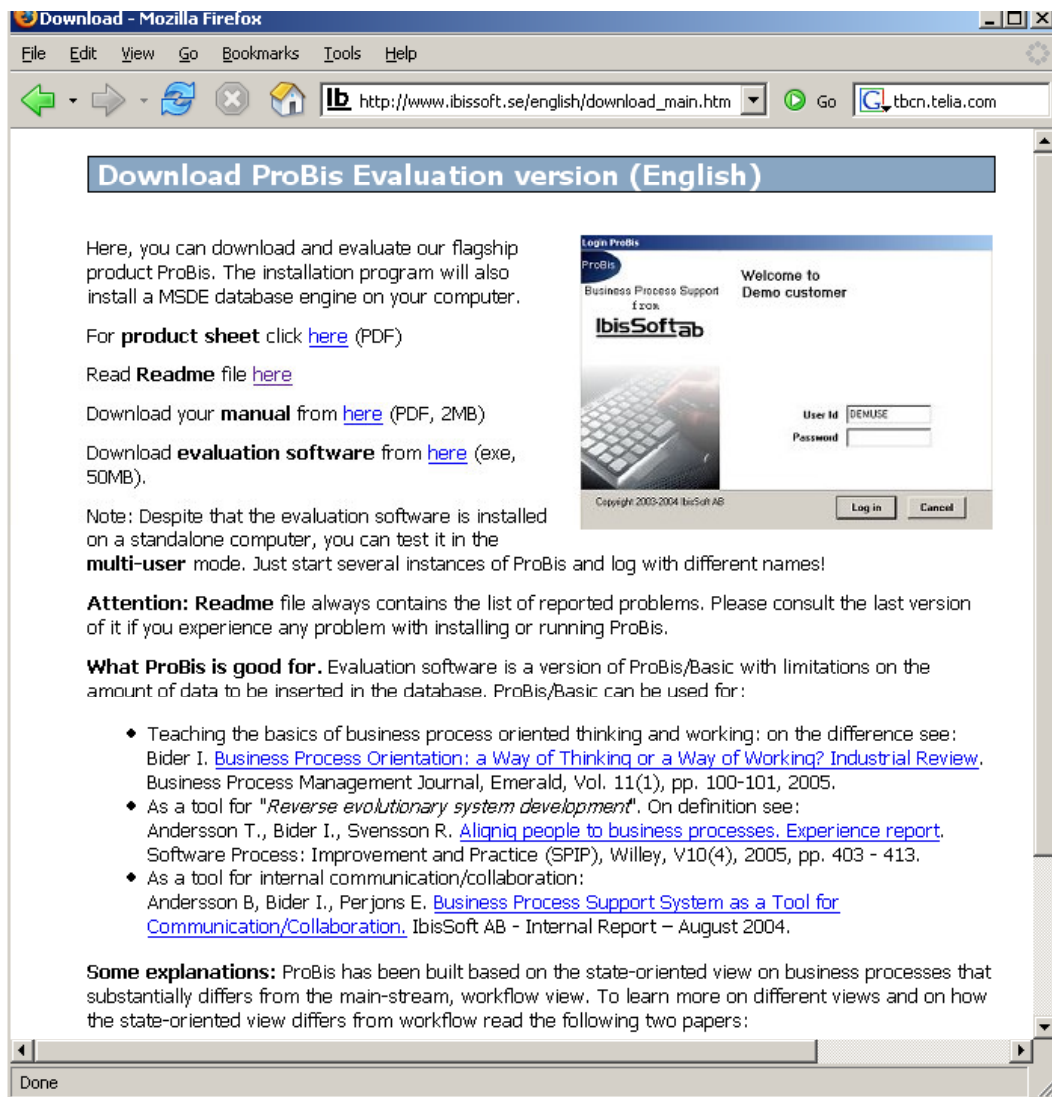 Download - Mozilla Firefox
File Edit View Go Bookmarks Tools Help
Ib http://www.ibissoft.se/english/download_main.htm Go G tbcn.telia.com
Download ProBis Evaluation version (English)
Here, you can download and evaluate our flagship
product ProBis. The installation program will also
install a MSDE database engine on your computer.
For product sheet click here (PDF)
Read Readme file here
Download your manual from here (PDF, 2MB)
Download evaluation software from here (exe,
50MB).
Login ProBis
ProBis
Business Process Support
from
IbisSoft ab
Welcome to
Demo customer
User Id DEMUSE
Password
Copyright 2003-2004 IbisSoft AB
Log in Cancel
Note: Despite that the evaluation software is installed
on a standalone computer, you can test it in the
multi-user mode. Just start several instances of ProBis and log with different names!
Attention: Readme file always contains the list of reported problems. Please consult the last version
of it if you experience any problem with installing or running ProBis.
What ProBis is good for. Evaluation software is a version of ProBis/Basic with limitations on the
amount of data to be inserted in the database. ProBis/Basic can be used for:
• Teaching the basics of business process oriented thinking and working: on the difference see:
Bider I. Business Process Orientation: a Way of Thinking or a Way of Working? Industrial Review.
Business Process Management Journal, Emerald, Vol. 11(1), pp. 100-101, 2005.
• As a tool for "Reverse evolutionary system development". On definition see:
Andersson T., Bider I., Svensson R. Aligniq people to business processes. Experience report.
Software Process: Improvement and Practice (SPIP), Willey, V10(4), 2005, pp. 403 - 413.
• As a tool for internal communication/collaboration:
Andersson B, Bider I., Perjons E. Business Process Support System as a Tool for
Communication/Collaboration. IbisSoft AB - Internal Report – August 2004.
Some explanations: ProBis has been built based on the state-oriented view on business processes that
substantially differs from the main-stream, workflow view. To learn more on different views and on how
the state-oriented view differs from workflow read the following two papers:
Done